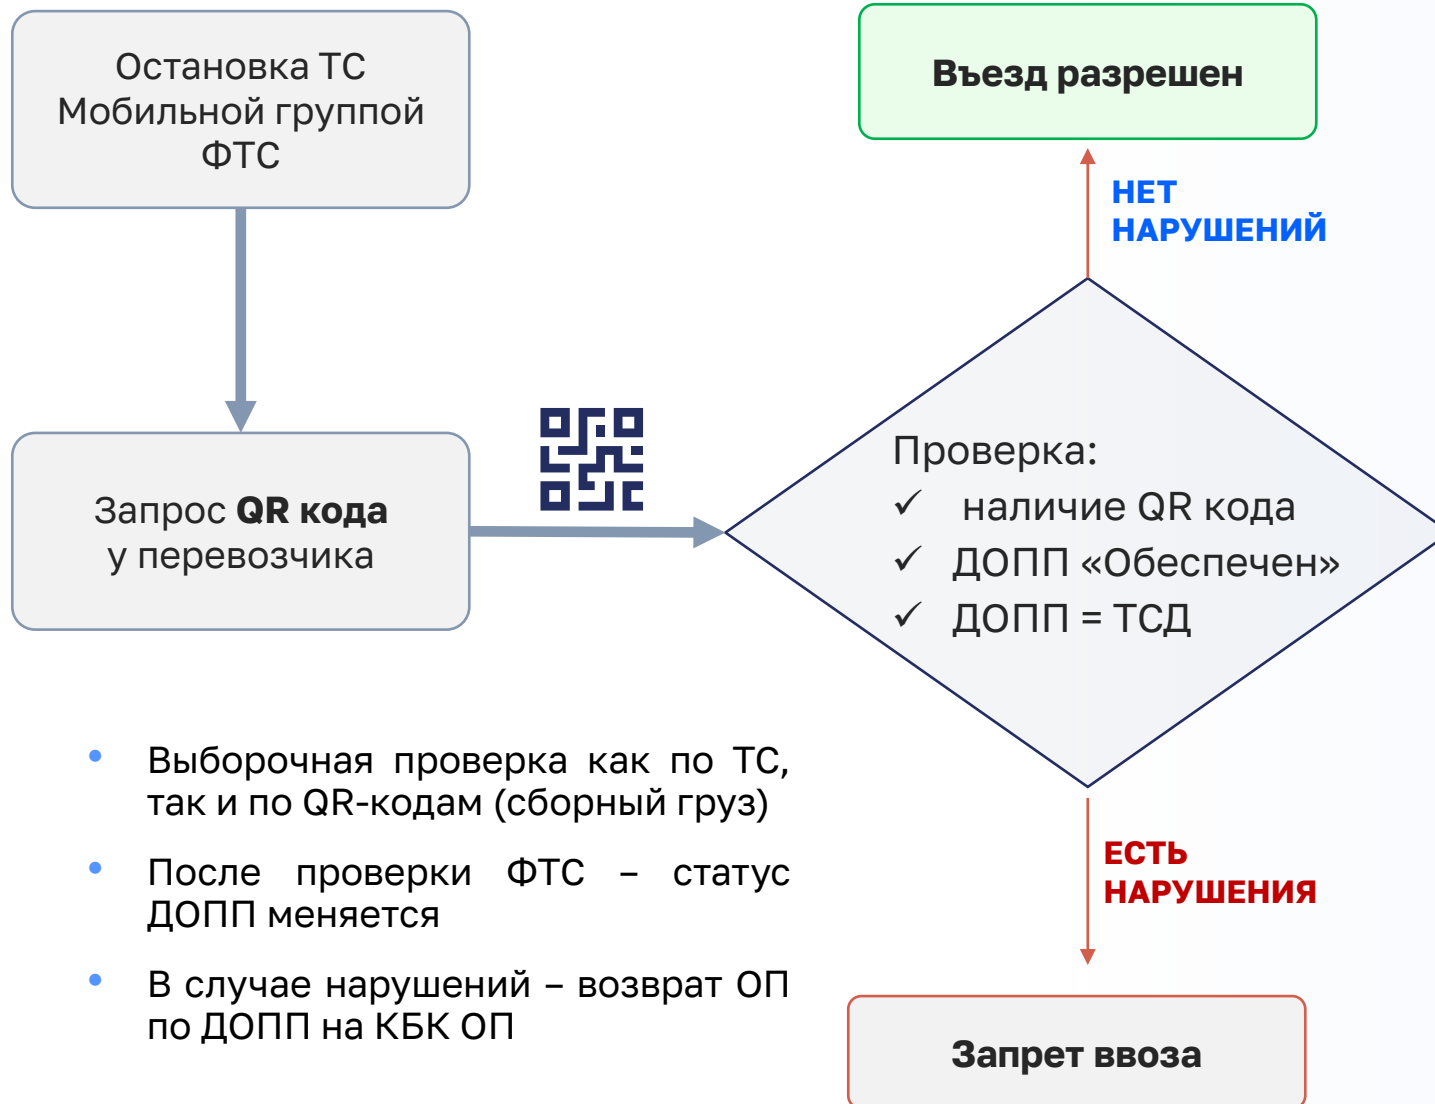 Остановка ТС
Мобильной группой
ФТС
Въезд разрешен
НЕТ
НАРУШЕНИЙ
Запрос QR кода
у перевозчика
Проверка:
✓ наличие QR кода
✓ ДОПП «Обеспечен»
✓ ДОПП = ТСД
• Выборочная проверка как по ТС,
так и по QR-кодам (сборный груз)
• После проверки ФТС – статус
ДОПП меняется
• В случае нарушений – возврат ОП
по ДОПП на КБК ОП
ЕСТЬ
НАРУШЕНИЯ
Запрет ввоза